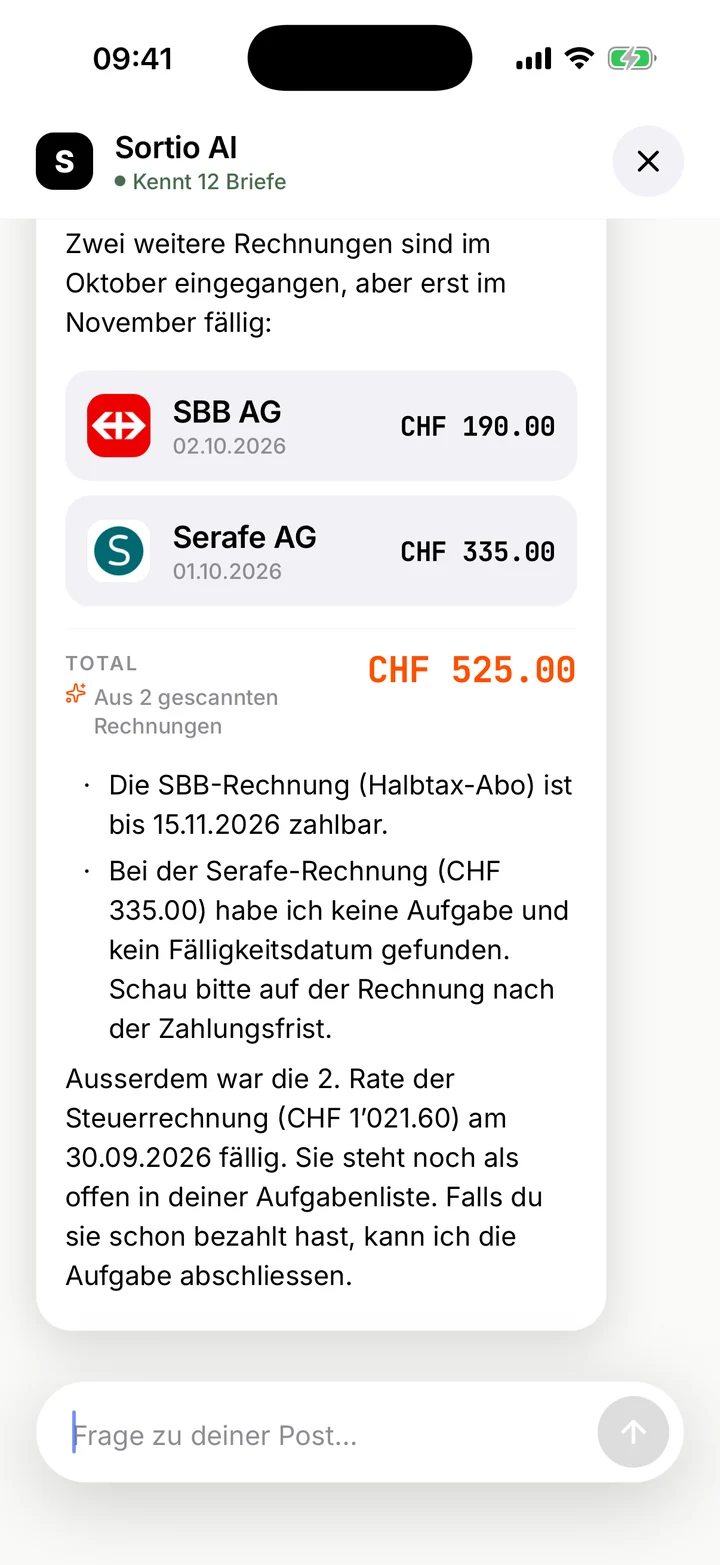 09:41
S
Sortio AI
Kennt 12 Briefe
Zwei weitere Rechnungen sind im
Oktober eingegangen, aber erst im
November fällig:
SBB AG
CHF 190.00
02.10.2026
S
Serafe AG
CHF 335.00
01.10.2026
TOTAL
CHF 525.00
Aus 2 gescannten
Rechnungen
· Die SBB-Rechnung (Halbtax-Abo) ist
bis 15.11.2026 zahlbar.
· Bei der Serafe-Rechnung (CHF
335.00) habe ich keine Aufgabe und
kein Fälligkeitsdatum gefunden.
Schau bitte auf der Rechnung nach
der Zahlungsfrist.
Ausserdem war die 2. Rate der
Steuerrechnung (CHF 1’021.60) am
30.09.2026 fällig. Sie steht noch als
offen in deiner Aufgabenliste. Falls du
sie schon bezahlt hast, kann ich die
Aufgabe abschliessen.
Frage zu deiner Post...